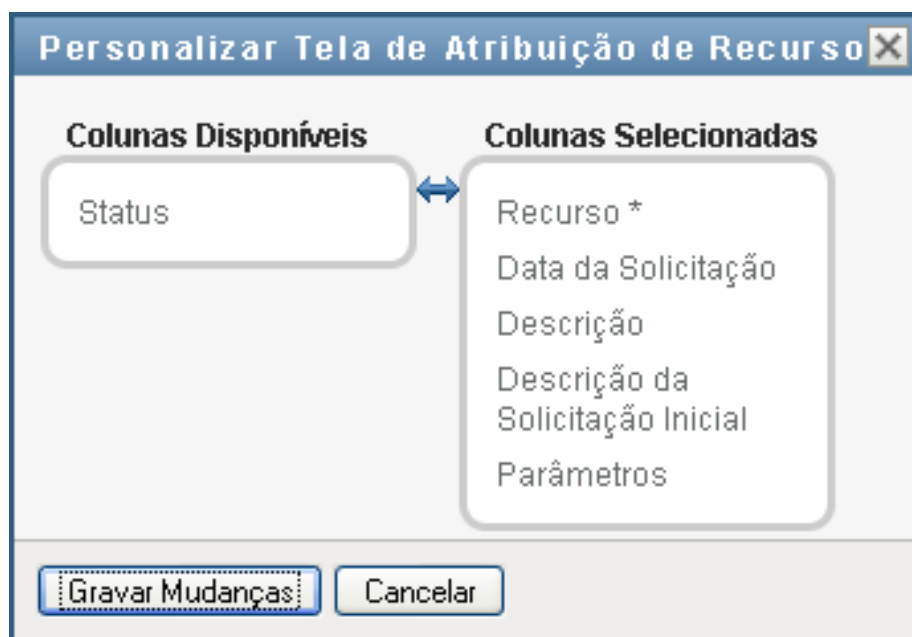 Personalizar Tela de Atribuição de Recurso
Colunas Disponíveis
Status
Colunas Selecionadas
Recurso *
Data da Solicitação
Descrição
Descrição da
Solicitação Inicial
Parâmetros
Gravar Mudanças
Cancelar